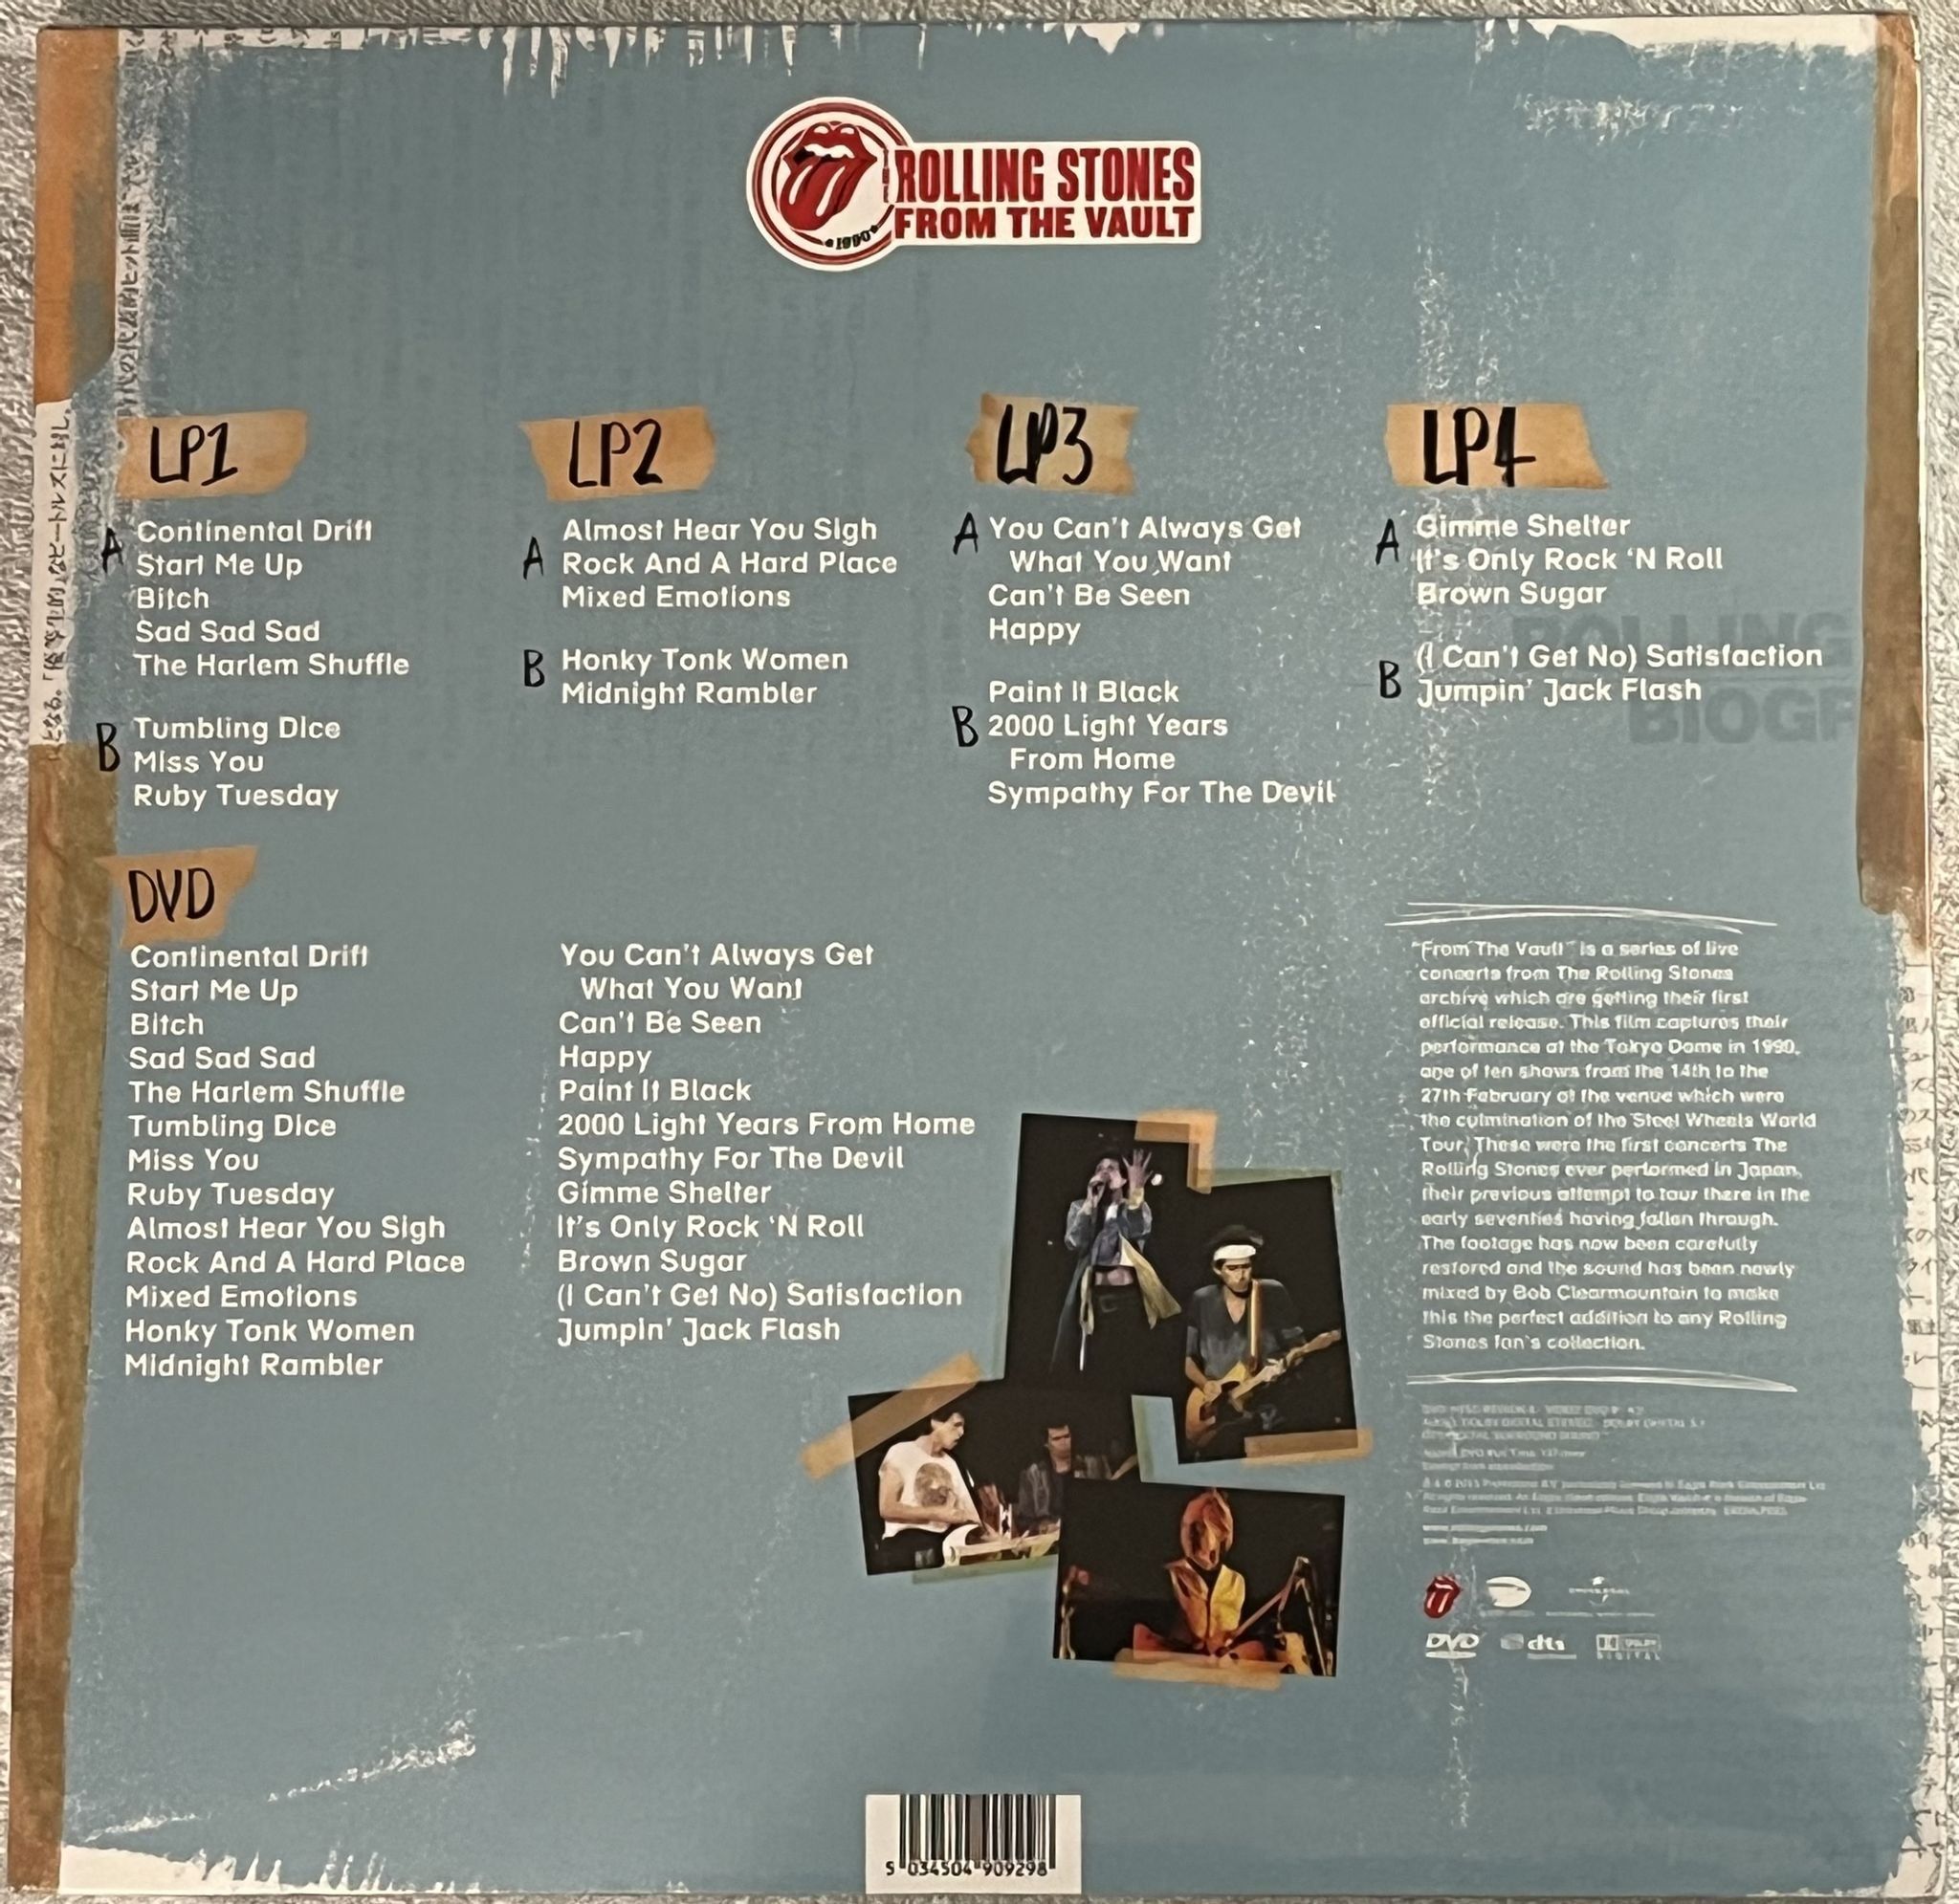 ROLLING STONES
FROM THE VAULT
1990
LP1
A
Continental Drift
Start Me Up
Bitch
Sad Sad Sad
The Harlem Shuffle
B
Tumbling Dice
Miss You
Ruby Tuesday
LP2
A
Almost Hear You Sigh
Rock And A Hard Place
Mixed Emotions
B
Honky Tonk Women
Midnight Rambler
LP3
A
You Can't Always Get
What You Want
Can't Be Seen
Happy
B
Paint It Black
2000 Light Years
From Home
Sympathy For The Devil
LP4
A
Gimme Shelter
It's Only Rock ‘N Roll
Brown Sugar
B
(I Can't Get No) Satisfaction
Jumpin' Jack Flash
ROLLING
BIOGR
DVD
Continental Drift
Start Me Up
Bitch
Sad Sad Sad
The Harlem Shuffle
Tumbling Dice
Miss You
Ruby Tuesday
Almost Hear You Sigh
Rock And A Hard Place
Mixed Emotions
Honky Tonk Women
Midnight Rambler
You Can't Always Get
What You Want
Can't Be Seen
Happy
Paint It Black
2000 Light Years From Home
Sympathy For The Devil
Gimme Shelter
It's Only Rock ‘N Roll
Brown Sugar
(I Can't Get No) Satisfaction
Jumpin' Jack Flash
"From The Vault" is a series of live
concerts from The Rolling Stones
archive which are getting their first
official release. This film captures their
performance at the Tokyo Dome in 1990,
one of ten shows from the 14th to the
27th February at the venue which were
the culmination of the Steel Wheels World
Tour. These were the first concerts The
Rolling Stones ever performed in Japan,
their previous attempt to tour there in the
early seventies having fallen through.
The footage has now been carefully
restored and the sound has been newly
mixed by Bob Clearmountain to make
this the perfect addition to any Rolling
Stones fan's collection.
DVD
dts
DIGITAL
5 034504 909298